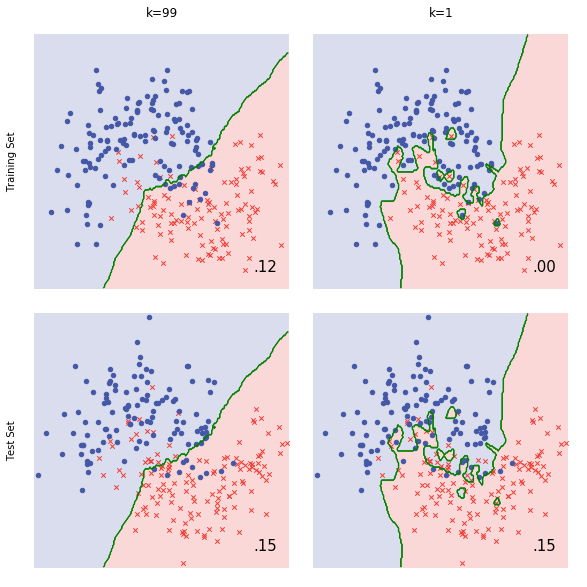 k=99
k=1
Training Set
.12
.00
Test Set
.15
.15